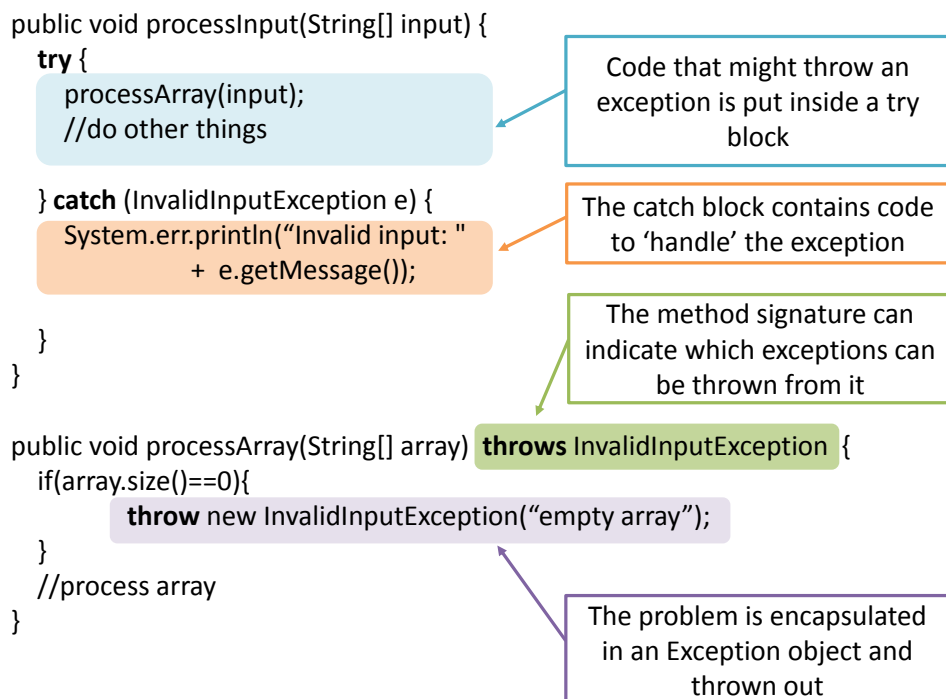 public void processInput(String[] input) {
try {
processArray(input);
//do other things
} catch (InvalidInputException e) {
System.err.println(“Invalid input: "
+ e.getMessage());
}
}
public void processArray(String[] array) throws InvalidInputException {
if(array.size()==0){
throw new InvalidInputException(“empty array”);
}
//process array
}
Code that might throw an
exception is put inside a try
block
The catch block contains code
to ‘handle’ the exception
The method signature can
indicate which exceptions can
be thrown from it
The problem is encapsulated
in an Exception object and
thrown out